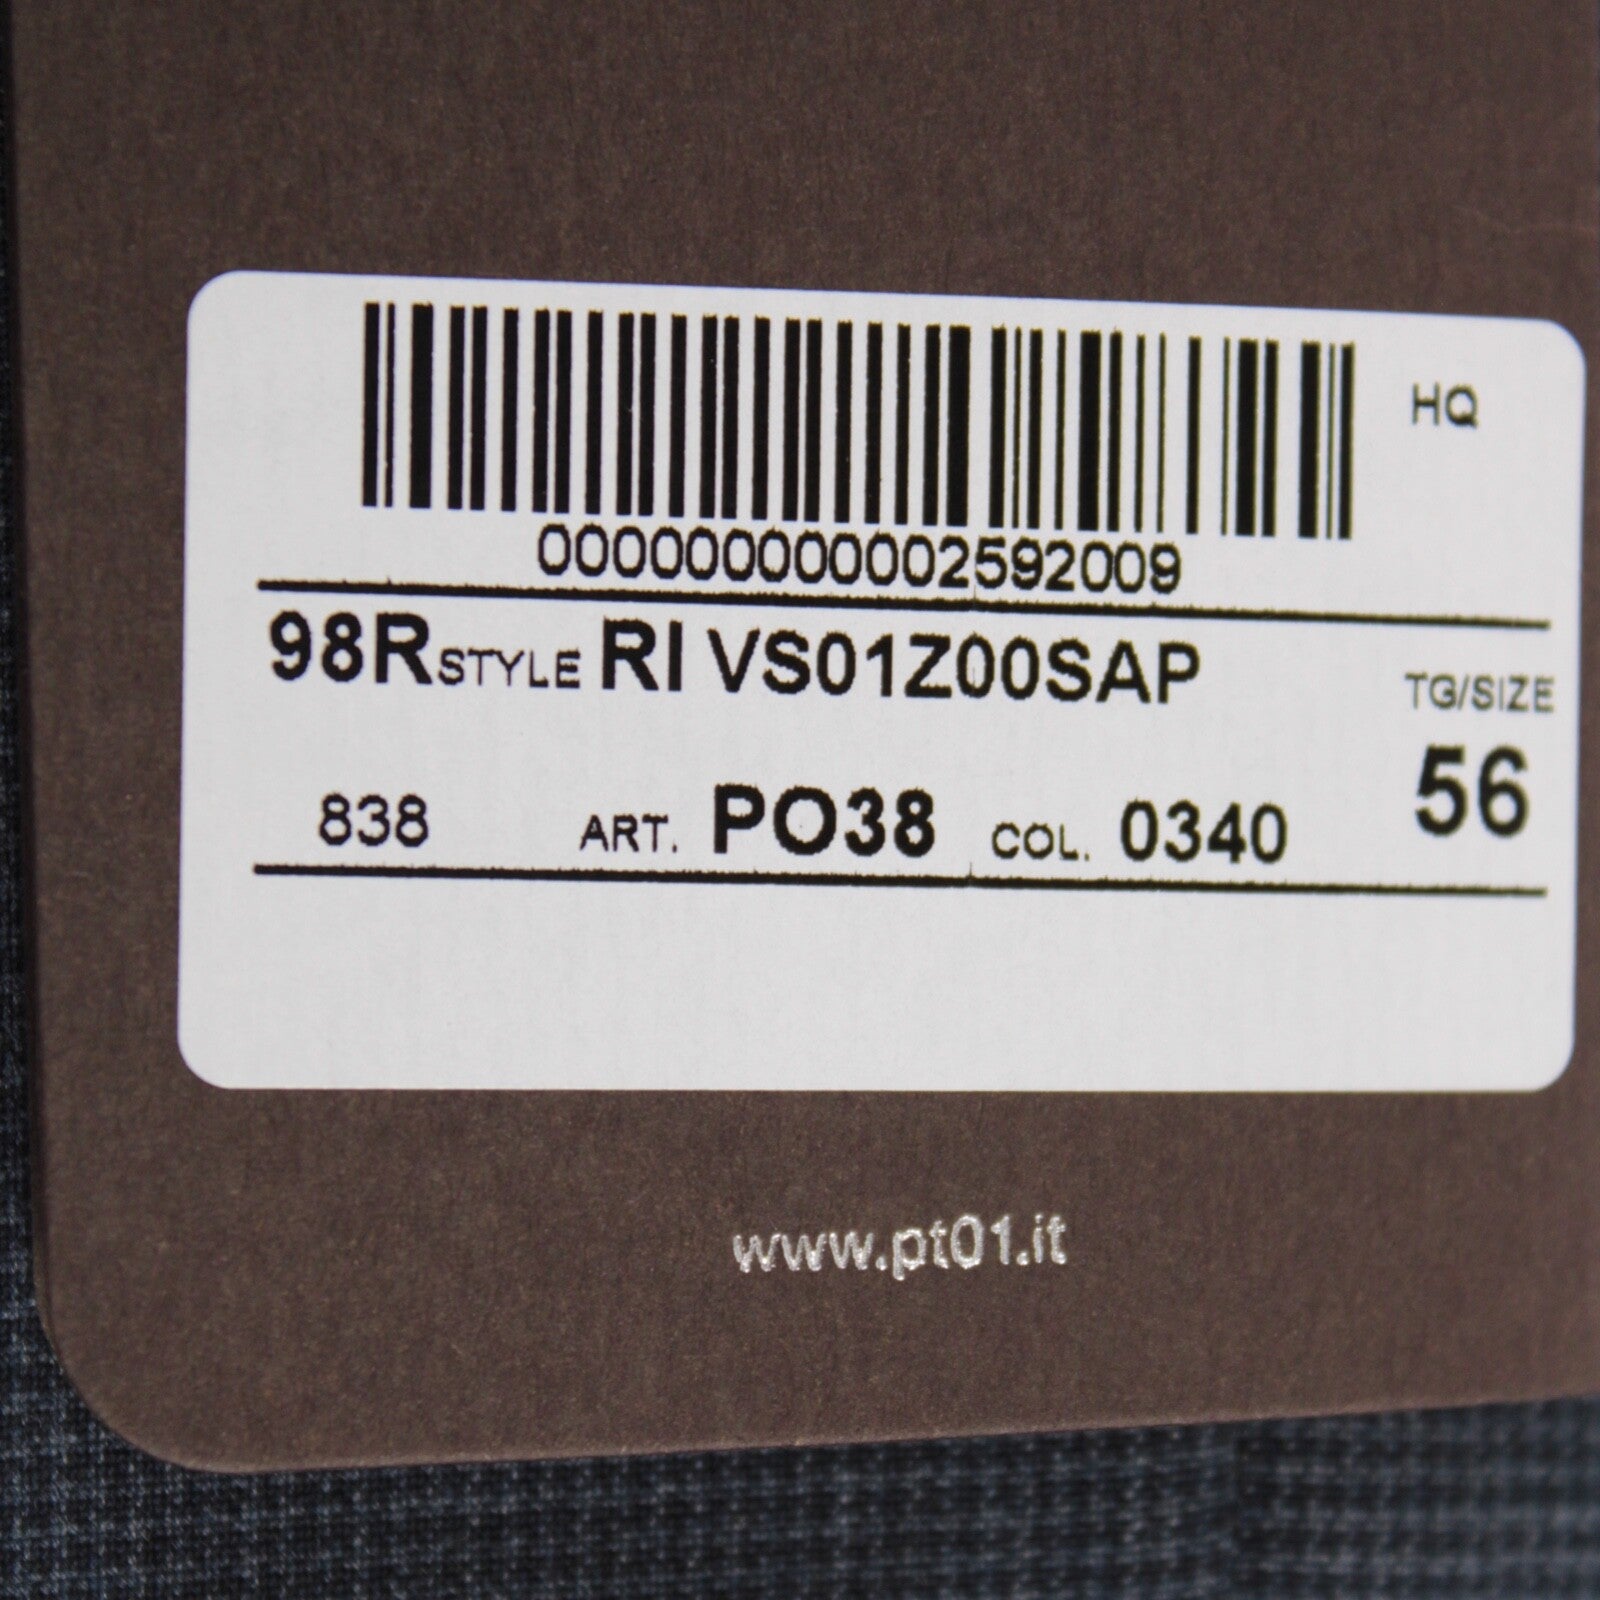 HQ
000000000002592009
98R STYLE RI VS01Z00SAP
TG/SIZE
56
838 ART. PO38 COL. 0340
www.pt01.it